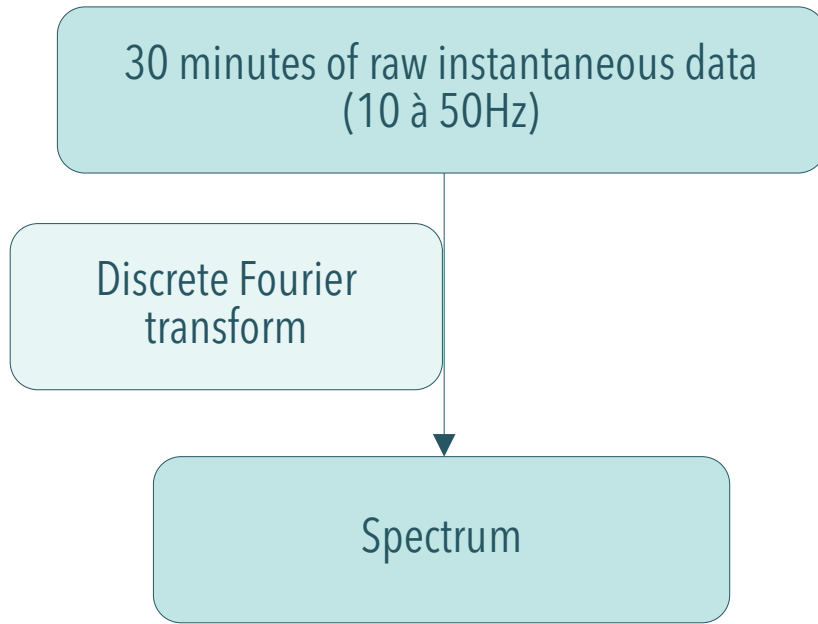 30 minutes of raw instantaneous data
(10 à 50Hz)
Discrete Fourier
transform
Spectrum